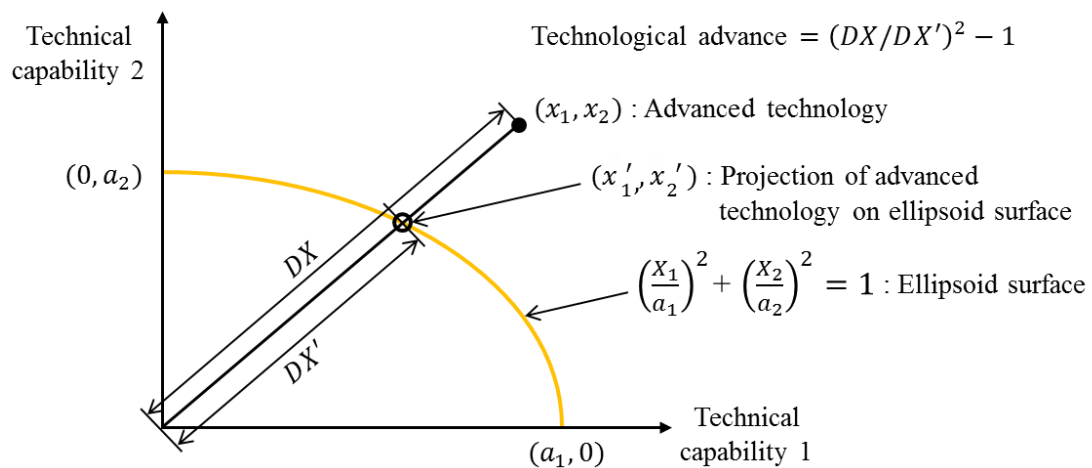 Technical
capability 2
Technological advance = (DX/DX′)² − 1
(x₁, x₂) : Advanced technology
(0, a₂)
(x′₁, x₂′) : Projection of advanced
technology on ellipsoid surface
DX
(X₁/a₁)² + (X₂/a₂)² = 1 : Ellipsoid surface
DX′
Technical
capability 1
(a₁, 0)